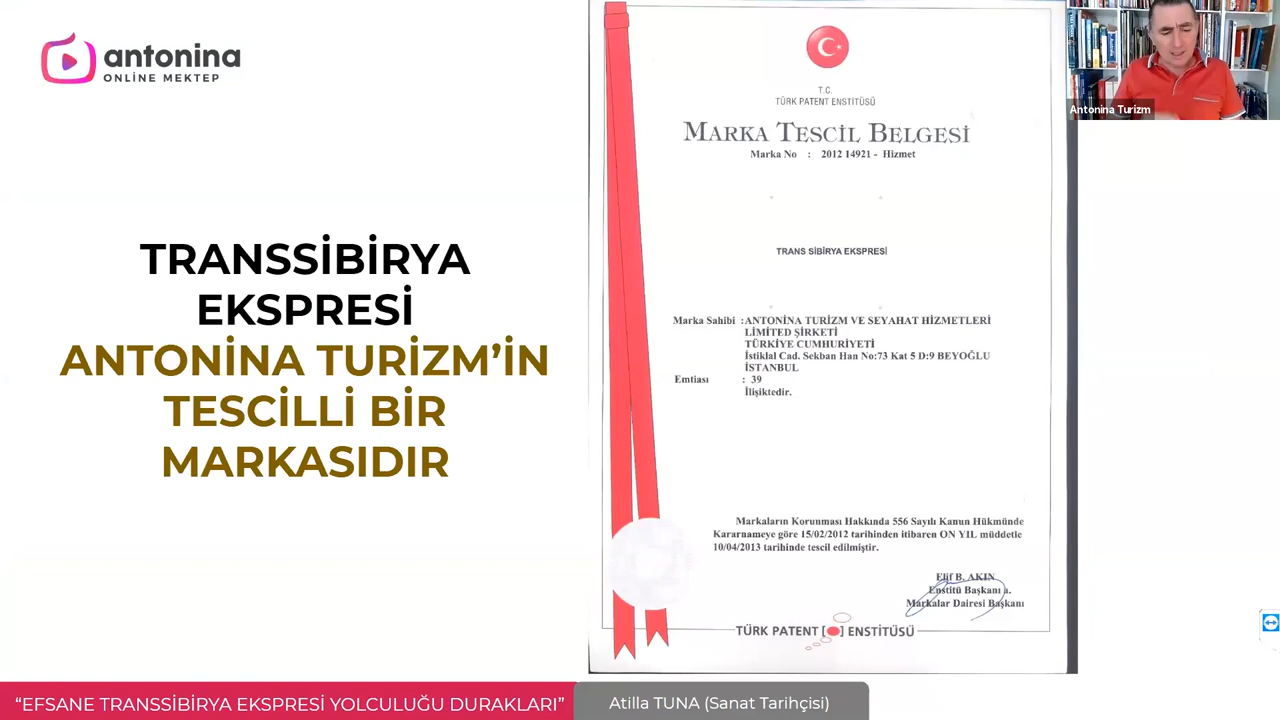 antonina
ONLİNE MEKTEP
TRANSSİBİRYA
EKSPRESİ
ANTONİNA TURİZM’İN
TESCİLLİ BİR
MARKASIDIR
T.C.
TÜRK PATENT ENSTİTÜSÜ
MARKA TESCİL BELGESİ
Marka No : 2012 14921 - Hizmet
TRANS SİBİRYA EKSPRESİ
Marka Sahibi :ANTONİNA TURİZM VE SEYAHAT HİZMETLERİ
LİMİTED ŞİRKETİ
TÜRKİYE CUMHURİYETİ
İstiklal Cad. Sekban Han No:73 Kat 5 D:9 BEYOĞLU
İSTANBUL
Emtiası : 39
İlişiktedir.
Markaların Korunması Hakkında 556 Sayılı Kanun Hükmünde
Kararnameye göre 15/02/2012 tarihinden itibaren ON YIL müddetle
10/04/2013 tarihinde tescil edilmiştir.
Elif B. AKIN
Enstitü Başkanı a.
Markalar Dairesi Başkanı
TÜRK PATENT [ ] ENSTİTÜSÜ
Antonina Turizm
“EFSANE TRANSSİBİRYA EKSPRESİ YOLCULUĞU DURAKLARI”
Atilla TUNA (Sanat Tarihçisi)